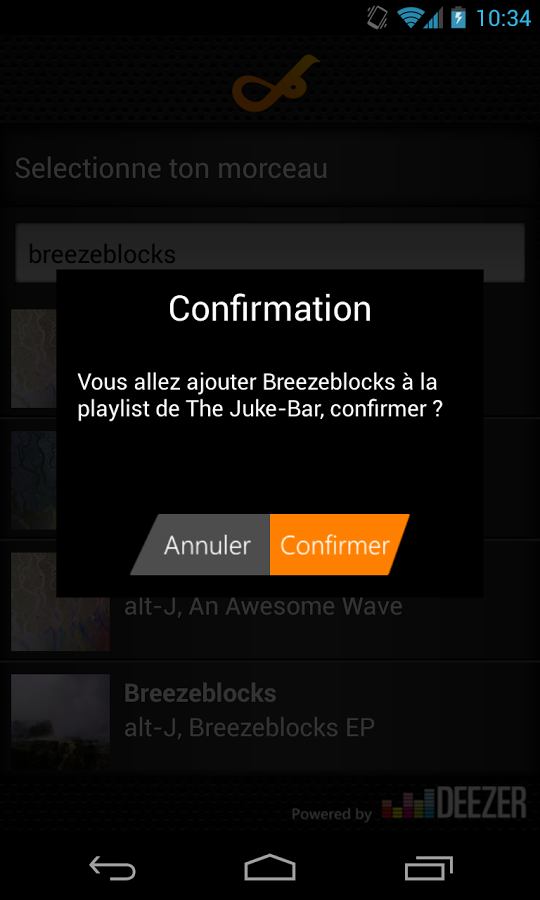 10:34
Selectionne ton morceau
breezeblocks
Confirmation
Vous allez ajouter Breezeblocks à la
playlist de The Juke-Bar, confirmer ?
Annuler Confirmer
alt-J, An Awesome Wave
Breezeblocks
alt-J, Breezeblocks EP
Powered by DEEZER